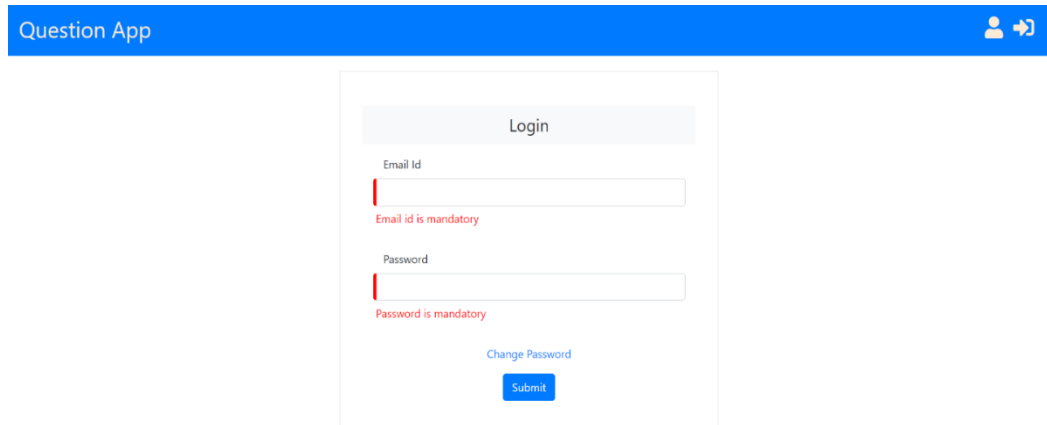 Question App
Login
Email Id
Email id is mandatory
Password
Password is mandatory
Change Password
Submit